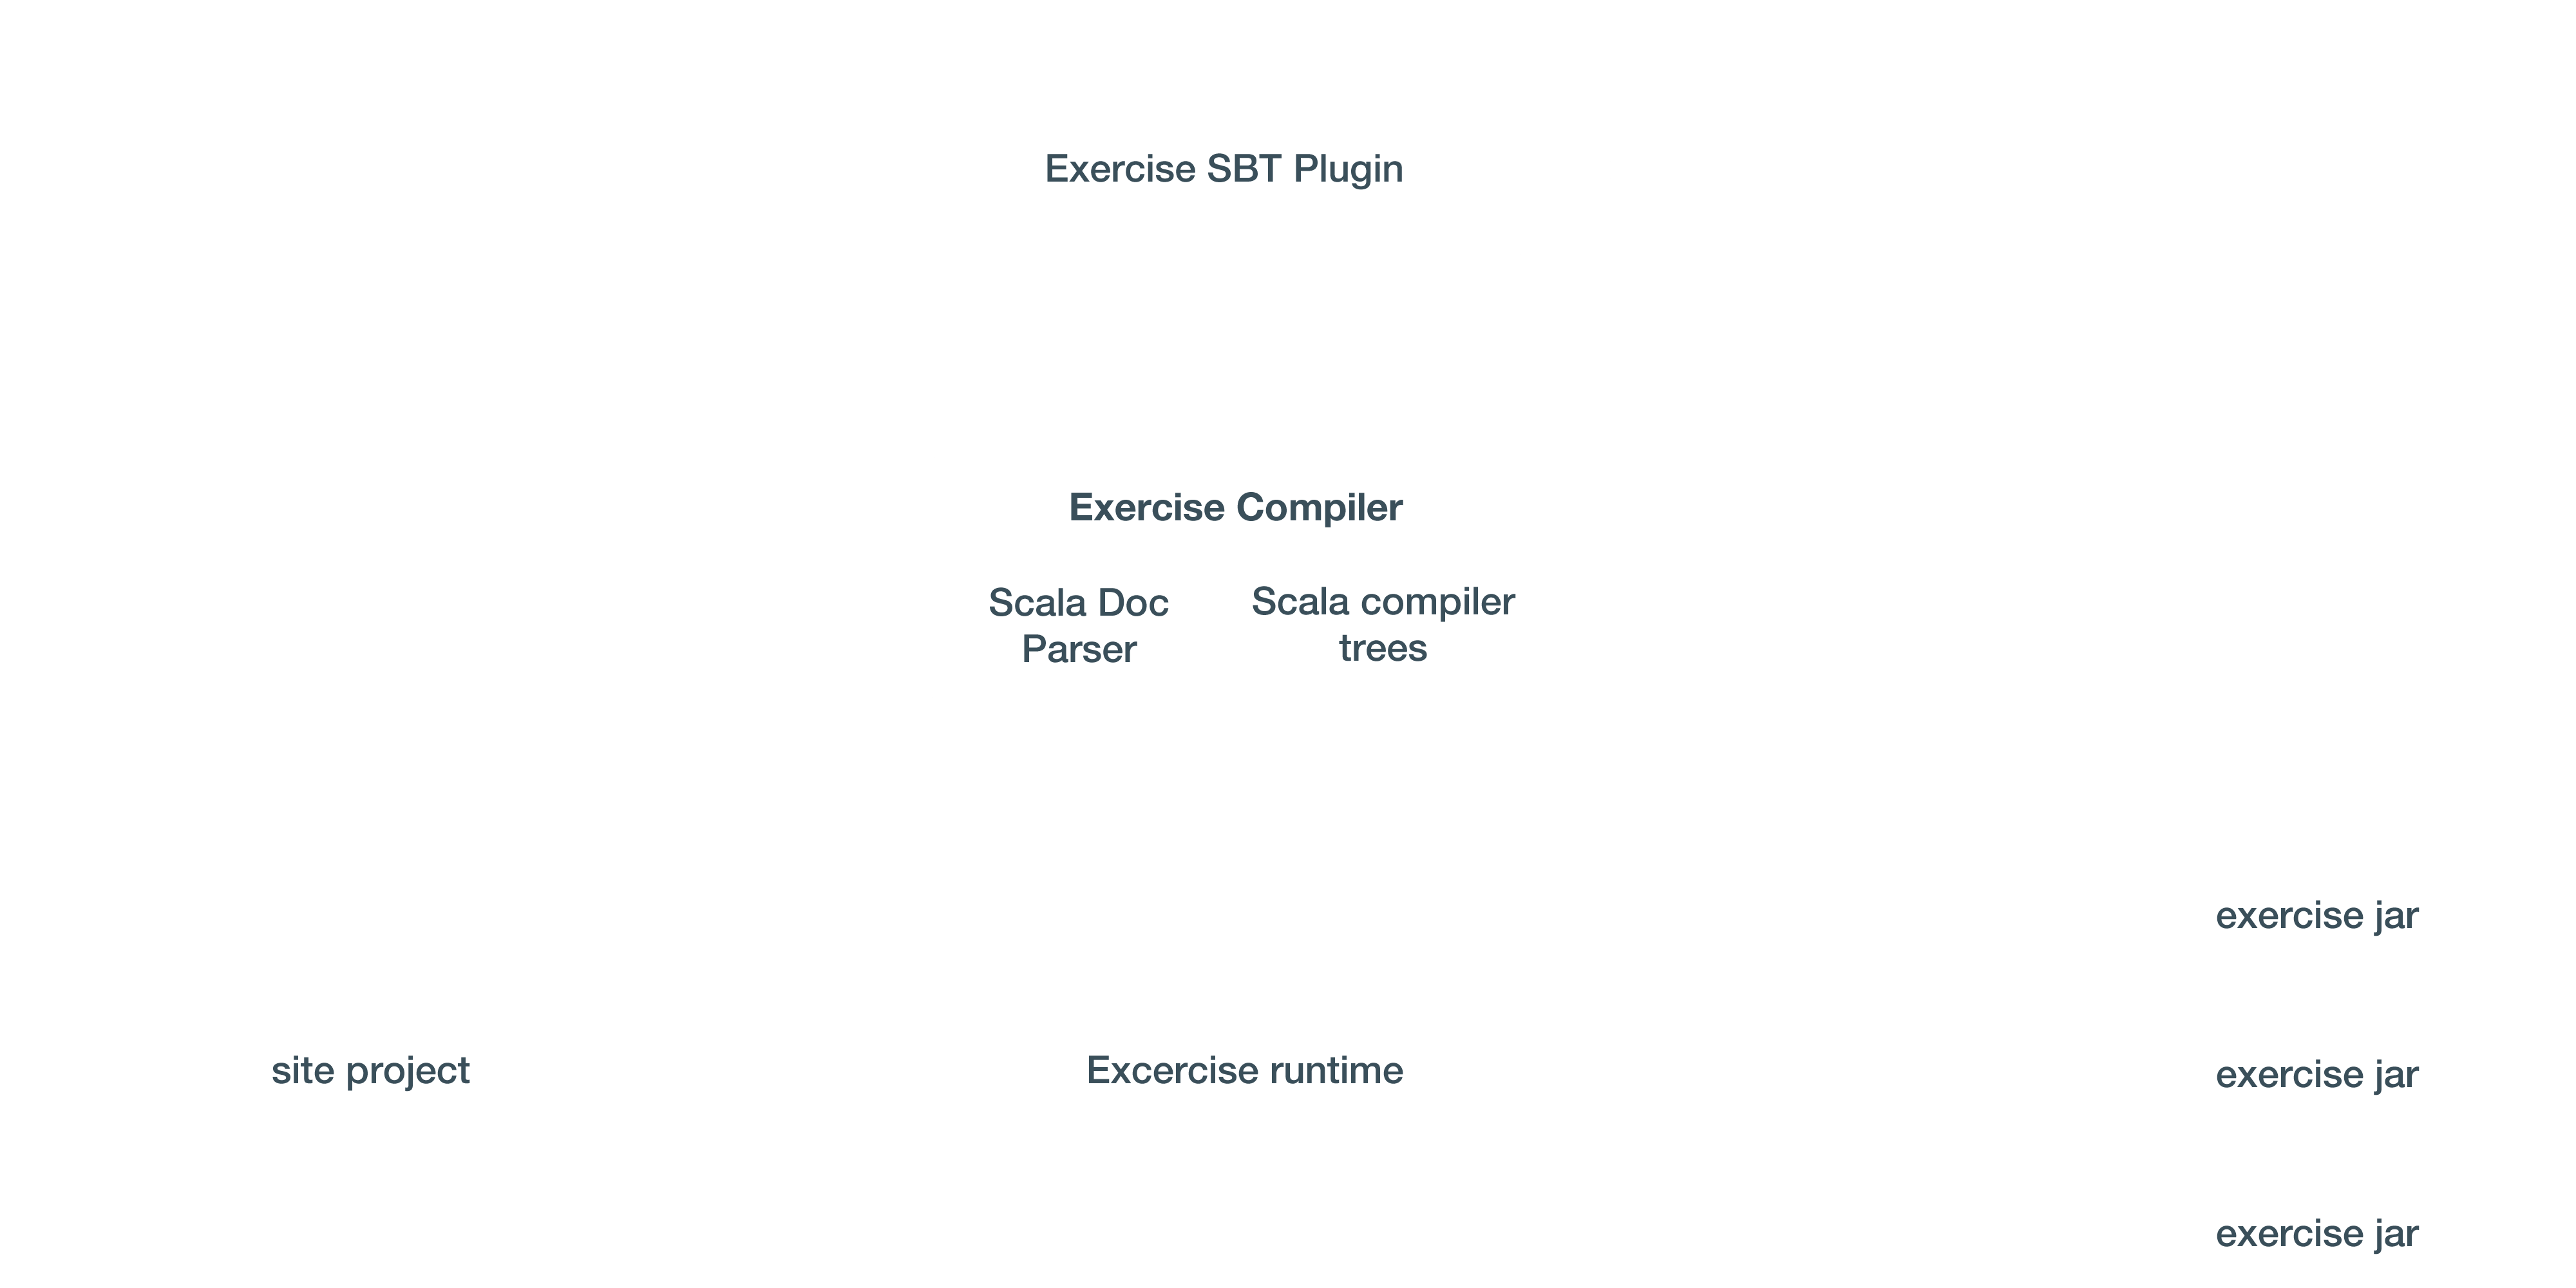 Exercise SBT Plugin
Exercise Compiler
Scala Doc
Parser
Scala compiler
trees
exercise jar
site project
Excercise runtime
exercise jar
exercise jar